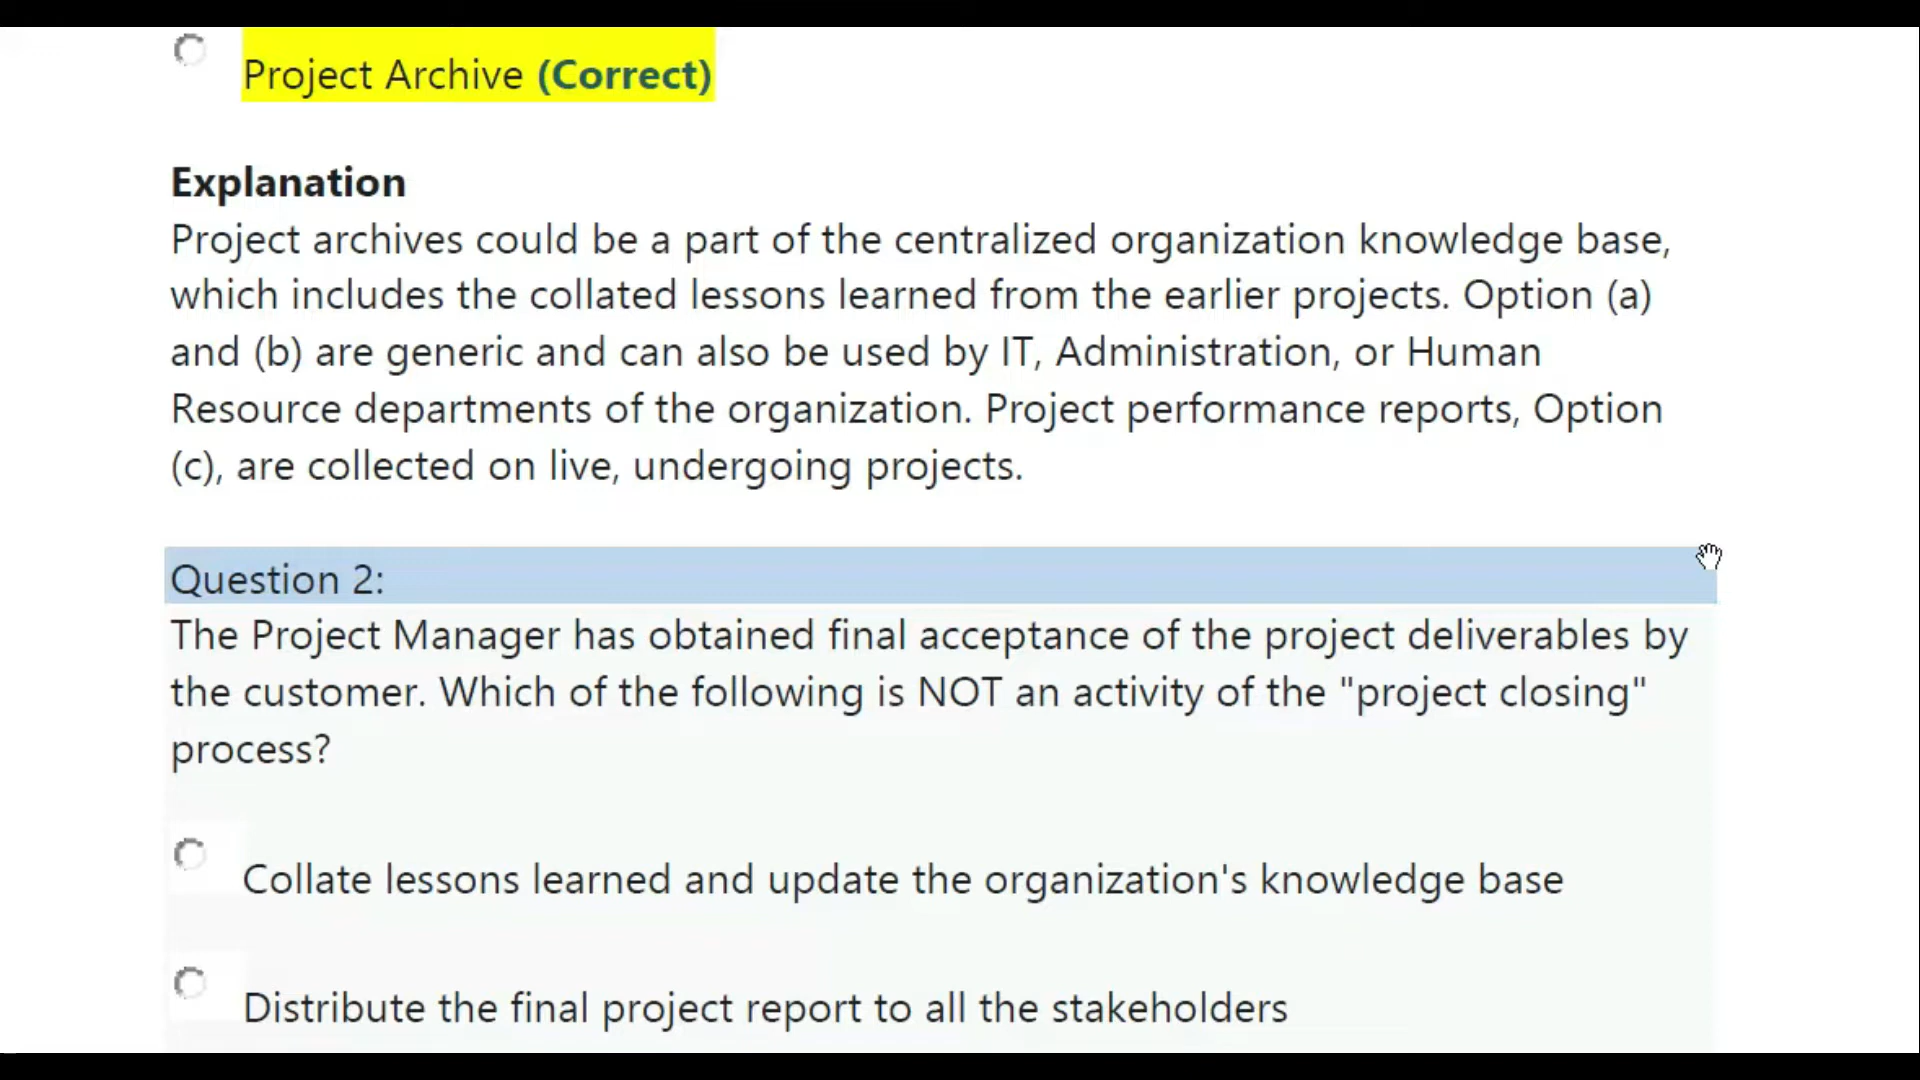 Project Archive (Correct)
Explanation
Project archives could be a part of the centralized organization knowledge base,
which includes the collated lessons learned from the earlier projects. Option (a)
and (b) are generic and can also be used by IT, Administration, or Human
Resource departments of the organization. Project performance reports, Option
(c), are collected on live, undergoing projects.
Question 2:
The Project Manager has obtained final acceptance of the project deliverables by
the customer. Which of the following is NOT an activity of the "project closing"
process?
Collate lessons learned and update the organization's knowledge base
Distribute the final project report to all the stakeholders